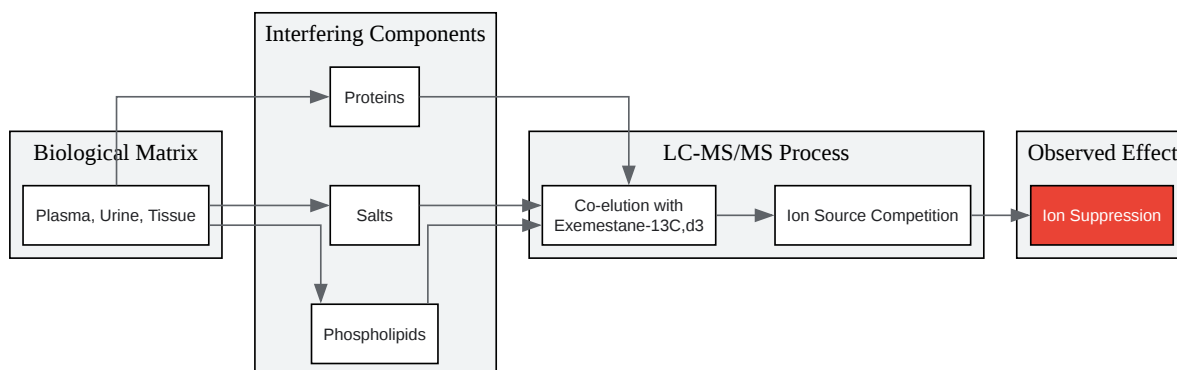 Interfering Components
Proteins
Biological Matrix
Plasma, Urine, Tissue
Salts
Phospholipids
LC-MS/MS Process
Co-elution with
Exemestane-13C,d3
Ion Source Competition
Observed Effect
Ion Suppression